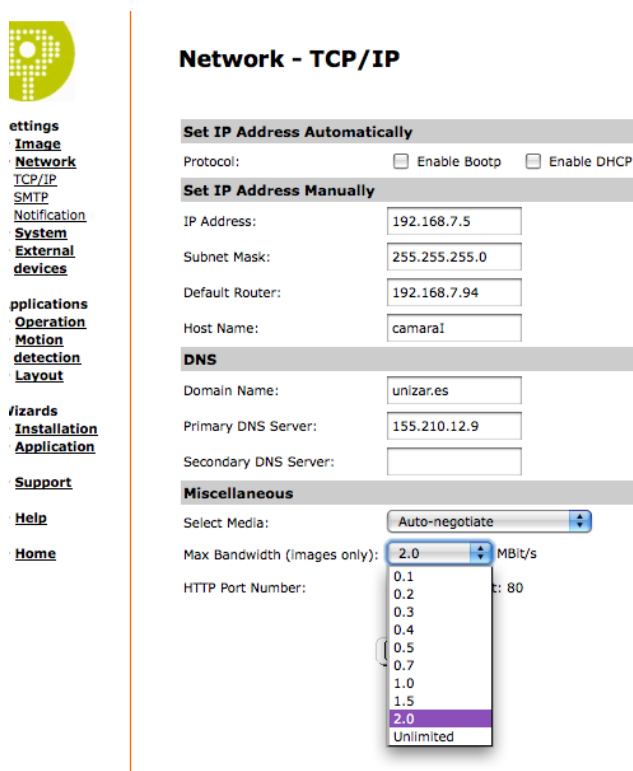 Network - TCP/IP
ettings
Image
Network
TCP/IP
SMTP
Notification
System
External
devices
pplications
Operation
Motion
detection
Layout
Vizards
Installation
Application
Support
Help
Home
Set IP Address Automatically
Protocol: Enable Bootp Enable DHCP
Set IP Address Manually
IP Address: 192.168.7.5
Subnet Mask: 255.255.255.0
Default Router: 192.168.7.94
Host Name: camaraI
DNS
Domain Name: unizar.es
Primary DNS Server: 155.210.12.9
Secondary DNS Server:
Miscellaneous
Select Media: Auto-negotiate
Max Bandwidth (images only): 2.0 MBit/s
HTTP Port Number: t: 80
0.1
0.2
0.3
0.4
0.5
0.7
1.0
1.5
2.0
Unlimited